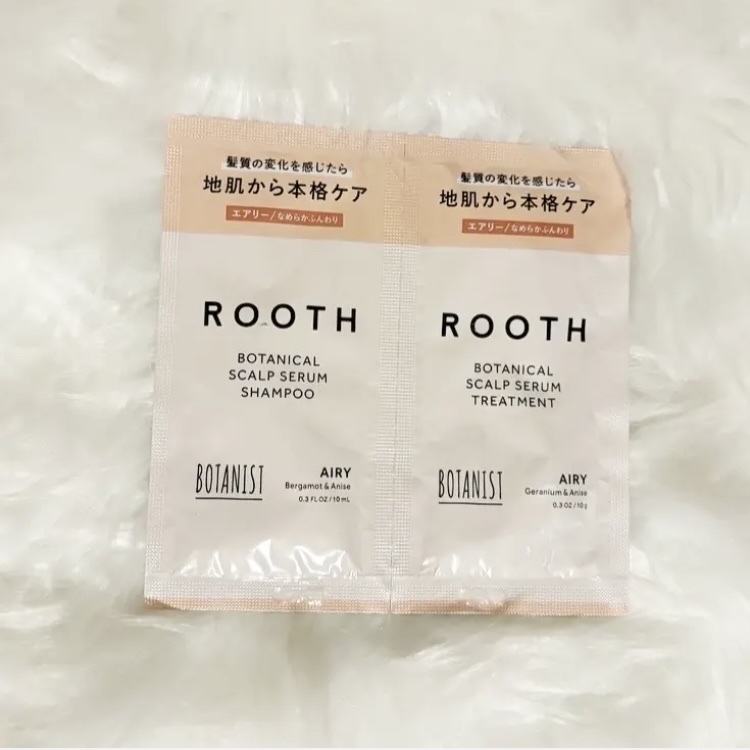 髪質の変化を感じたら
地肌から本格ケア
エアリー/なめらかふんわり
ROOTH
BOTANICAL
SCALP SERUM
SHAMPOO
BOTANIST
AIRY
Bergamot & Anise
0.3 FL OZ / 10 mL
髪質の変化を感じたら
地肌から本格ケア
エアリー/なめらかふんわり
ROOTH
BOTANICAL
SCALP SERUM
TREATMENT
BOTANIST
AIRY
Geranium & Anise
0.3 OZ / 10 g